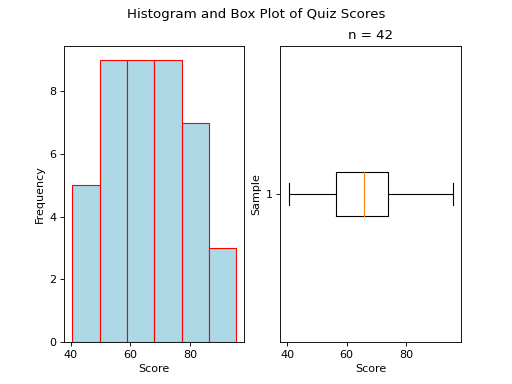 Histogram and Box Plot of Quiz Scores
n = 42
8
6
4
2
0
Frequency
40 60 80
Score
Sample
1
40 60 80
Score